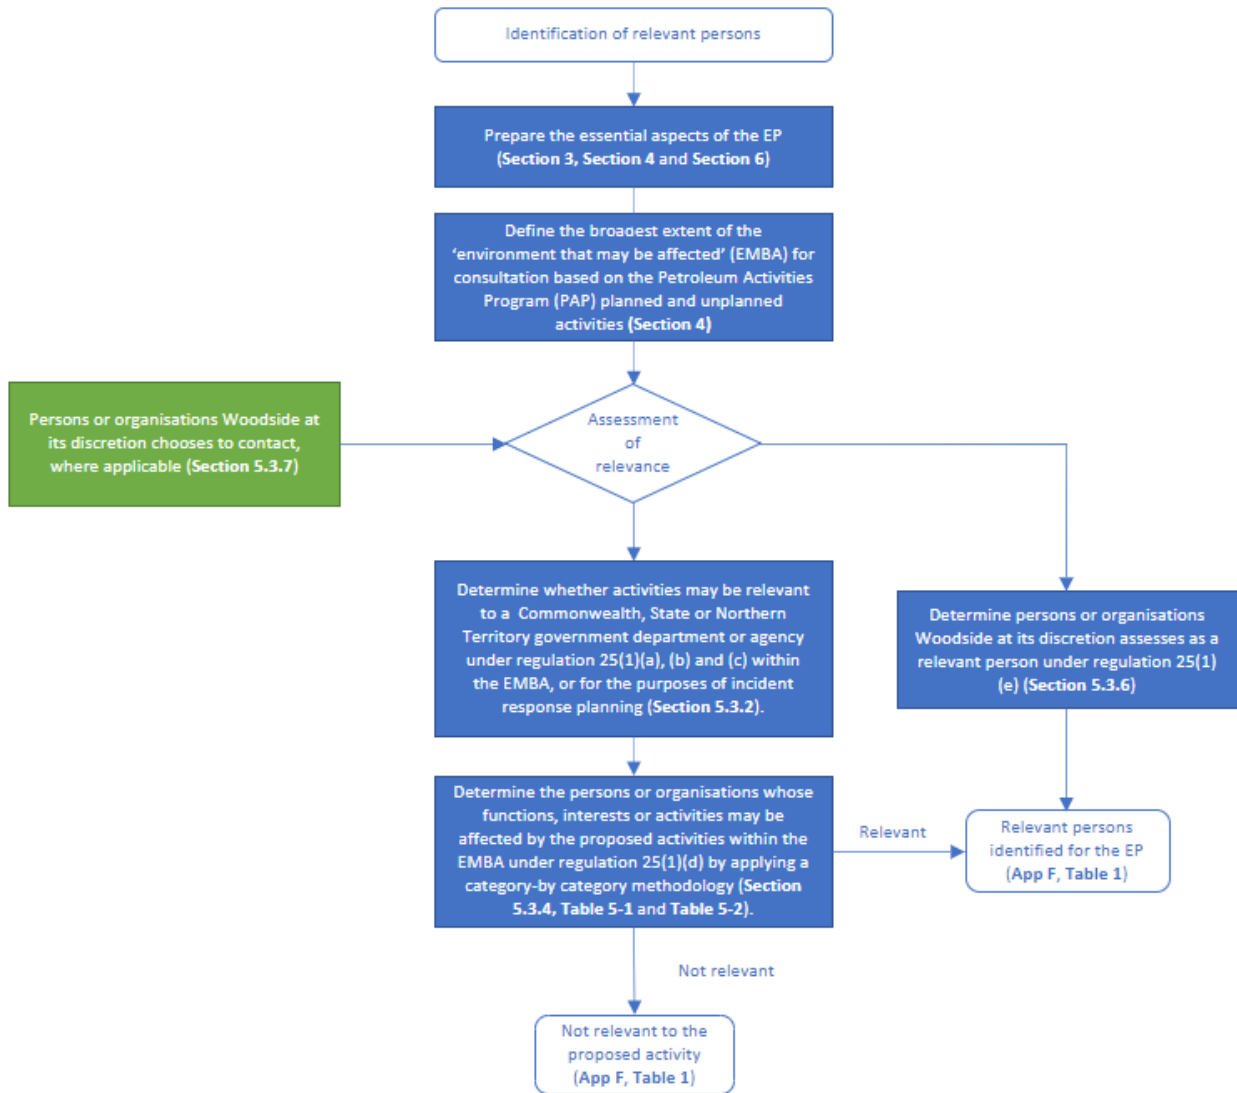 Identification of relevant persons
Prepare the essential aspects of the EP
(Section 3, Section 4 and Section 6)
Define the broadest extent of the
‘environment that may be affected’ (EMBA) for
consultation based on the Petroleum Activities
Program (PAP) planned and unplanned
activities (Section 4)
Persons or organisations Woodside at
its discretion chooses to contact,
where applicable (Section 5.3.7)
Assessment
of
relevance
Determine whether activities may be relevant
to a Commonwealth, State or Northern
Territory government department or agency
under regulation 25(1)(a), (b) and (c) within
the EMBA, or for the purposes of incident
response planning (Section 5.3.2).
Determine persons or organisations
Woodside at its discretion assesses as a
relevant person under regulation 25(1)
(e) (Section 5.3.6)
Determine the persons or organisations whose
functions, interests or activities may be
affected by the proposed activities within the
EMBA under regulation 25(1)(d) by applying a
category-by category methodology (Section
5.3.4, Table 5-1 and Table 5-2).
Relevant
Relevant persons
identified for the EP
(App F, Table 1)
Not relevant
Not relevant to the
proposed activity
(App F, Table 1)